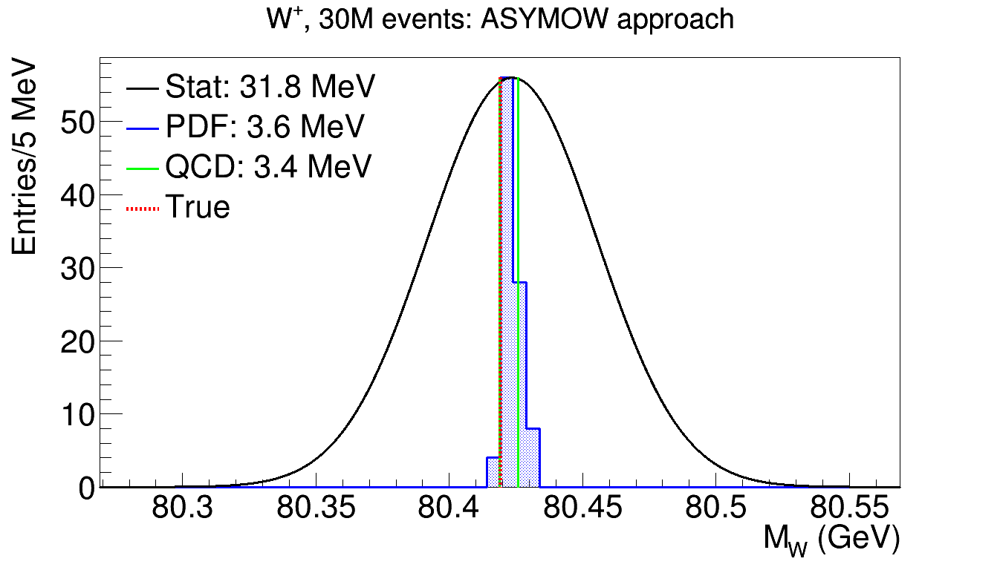 W+, 30M events: ASYMOW approach
Entries/5 MeV
Stat: 31.8 MeV
PDF: 3.6 MeV
QCD: 3.4 MeV
True
50
40
30
20
10
0
80.3 80.35 80.4 80.45 80.5 80.55
MW (GeV)